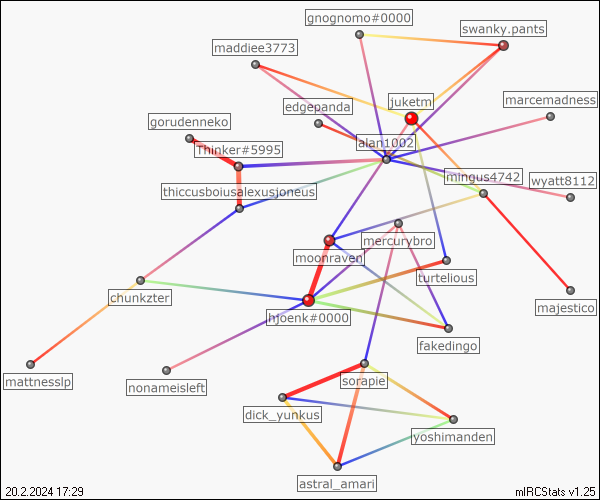 gnognomo#0000
swanky.pants
maddiee3773
juketm
marcemadness
edgepanda
gorudenneko
alan1002
Thinker#5995
mingus4742
wyatt8112
thiccusboiusalexusjoneus
mercurybro
moonraven
turtelious
chunkzter
majestico
hjoenk#0000
fakedingo
mattnesslp
nonameisleft
sorapie
dick_yunkus
yoshimanden
astral_amari
20.2.2024 17:29
mIRCStats v1.25